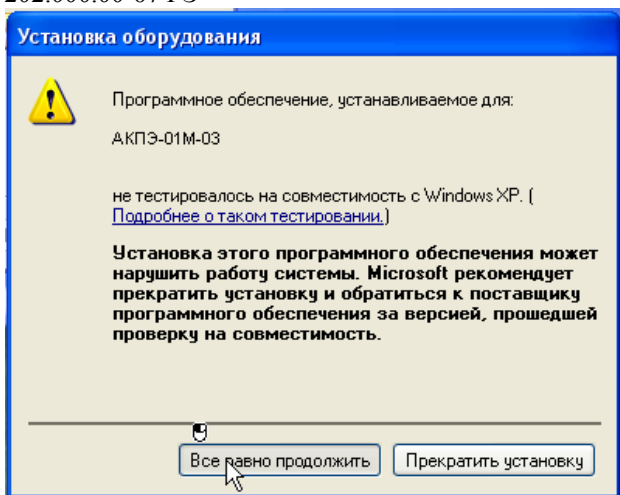 Установка оборудования
Программное обеспечение, устанавливаемое для:
АКПЭ-01М-03
не тестировалось на совместимость с Windows XP. (
Подробнее о таком тестировании.)
Установка этого программного обеспечения может
нарушить работу системы. Microsoft рекомендует
прекратить установку и обратиться к поставщику
программного обеспечения за версией, прошедшей
проверку на совместимость.
Все равно продолжить
Прекратить установку